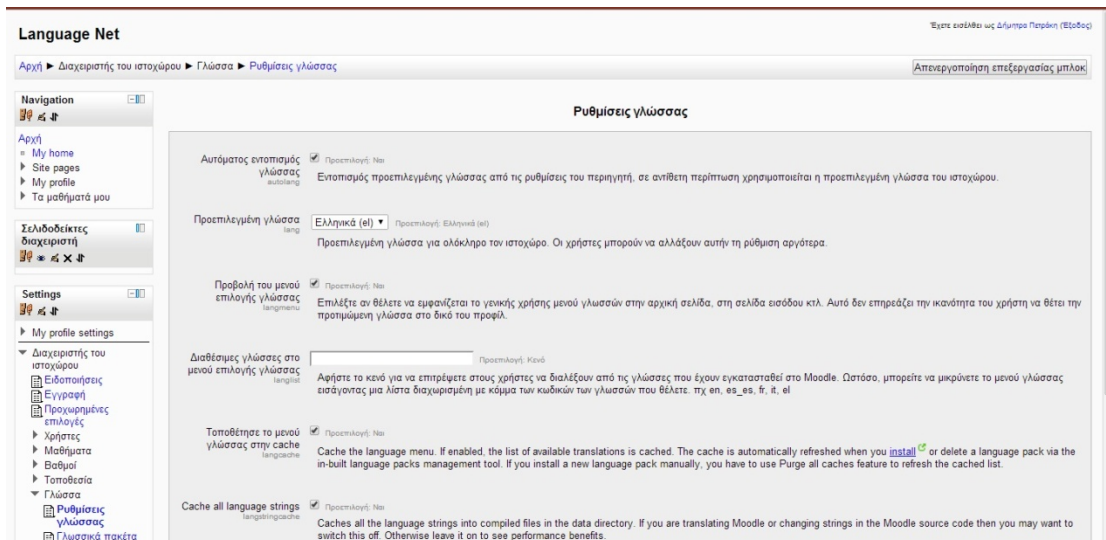 Language Net
Έχετε εισέλθει ως Δήμητρα Πετράκη (Έξοδος)
Αρχή ► Διαχειριστής του ιστοχώρου ► Γλώσσα ► Ρυθμίσεις γλώσσας
Απενεργοποίηση επεξεργασίας μπλοκ
Navigation
Αρχή
My home
Site pages
My profile
Τα μαθήματά μου
Σελιδοδείκτες
διαχειριστή
Settings
My profile settings
Διαχειριστής του
ιστοχώρου
Ειδοποιήσεις
Εγγραφή
Προχωρημένες
επιλογές
Χρήστες
Μαθήματα
Βαθμοί
Τοποθεσία
Γλώσσα
Ρυθμίσεις
γλώσσας
Γλωσσικά πακέτα
Ρυθμίσεις γλώσσας
Αυτόματος εντοπισμός
γλώσσας
autolang
Προεπιλογή: Ναι
Εντοπισμός προεπιλεγμένης γλώσσας από τις ρυθμίσεις του περιηγητή, σε αντίθετη περίπτωση χρησιμοποιείται η προεπιλεγμένη γλώσσα του ιστοχώρου.
Προεπιλεγμένη γλώσσα
lang
Ελληνικά (el)
Προεπιλογή: Ελληνικά (el)
Προεπιλεγμένη γλώσσα για ολόκληρο τον ιστοχώρο. Οι χρήστες μπορούν να αλλάξουν αυτήν τη ρύθμιση αργότερα.
Προβολή του μενού
επιλογής γλώσσας
langmenu
Προεπιλογή: Ναι
Επιλέξτε αν θέλετε να εμφανίζεται το γενικής χρήσης μενού γλωσσών στην αρχική σελίδα, στη σελίδα εισόδου κτλ. Αυτό δεν επηρεάζει την ικανότητα του χρήστη να θέτει την
προτιμώμενη γλώσσα στο δικό του προφίλ.
Διαθέσιμες γλώσσες στο
μενού επιλογής γλώσσας
langlist
Προεπιλογή: Κενό
Αφήστε το κενό για να επιτρέψετε στους χρήστες να διαλέξουν από τις γλώσσες που έχουν εγκατασταθεί στο Moodle. Ωστόσο, μπορείτε να μικρύνετε το μενού γλώσσας
εισάγοντας μια λίστα διαχωρισμένη με κόμμα των κωδικών των γλωσσών που θέλετε. πχ en, es_es, fr, it, el
Τοποθέτησε το μενού
γλώσσας στην cache
langcache
Προεπιλογή: Ναι
Cache the language menu. If enabled, the list of available translations is cached. The cache is automatically refreshed when you install or delete a language pack via the
in-built language packs management tool. If you install a new language pack manually, you have to use Purge all caches feature to refresh the cached list.
Cache all language strings
langstringcache
Προεπιλογή: Ναι
Caches all the language strings into compiled files in the data directory. If you are translating Moodle or changing strings in the Moodle source code then you may want to
switch this off. Otherwise leave it on to see performance benefits.